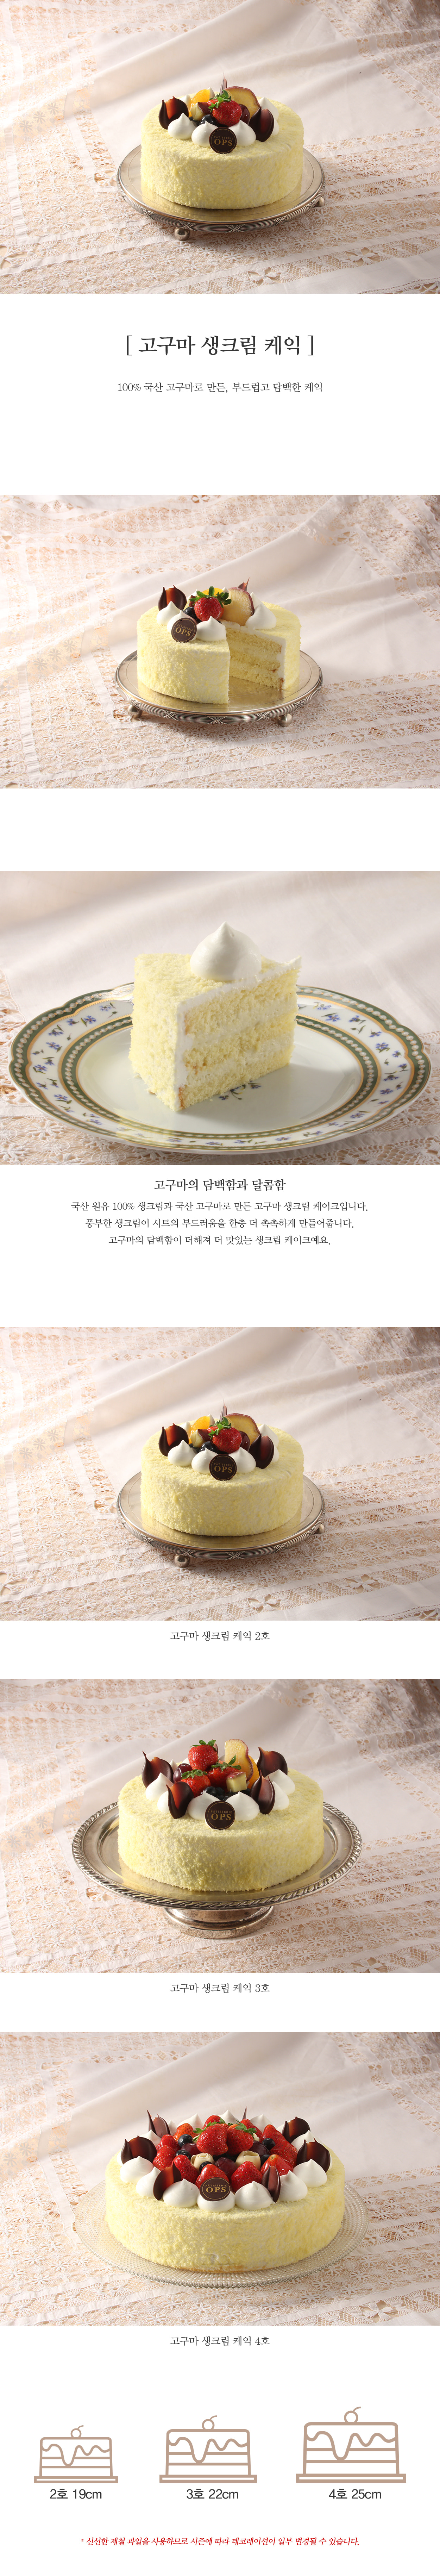 OPS
[ 고구마 생크림 케익 ]
100% 국산 고구마로 만든, 부드럽고 담백한 케익
OPS
고구마의 담백함과 달콤함
국산 원유 100% 생크림과 국산 고구마로 만든 고구마 생크림 케이크입니다.
풍부한 생크림이 시트의 부드러움을 한층 더 촉촉하게 만들어줍니다.
고구마의 담백함이 더해져 더 맛있는 생크림 케이크예요.
OPS
고구마 생크림 케익 2호
OPS
고구마 생크림 케익 3호
OPS
고구마 생크림 케익 4호
2호 19cm
3호 22cm
4호 25cm
* 신선한 제철 과일을 사용하므로 시즌에 따라 데코레이션이 일부 변경될 수 있습니다.